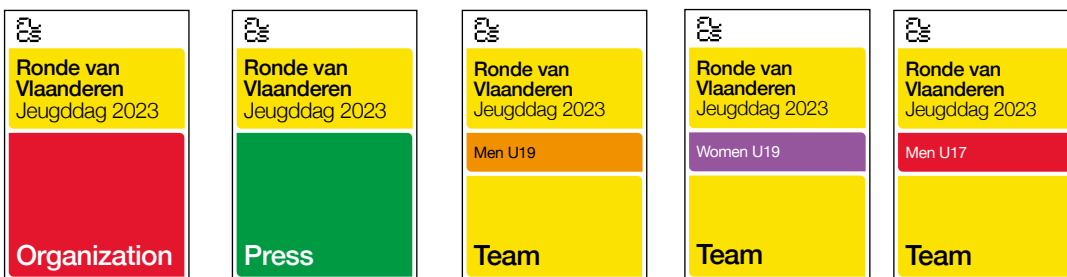 Ronde van
Vlaanderen
Jeugddag 2023
Organization
Ronde van
Vlaanderen
Jeugddag 2023
Press
Ronde van
Vlaanderen
Jeugddag 2023
Men U19
Team
Ronde van
Vlaanderen
Jeugddag 2023
Women U19
Team
Ronde van
Vlaanderen
Jeugddag 2023
Men U17
Team